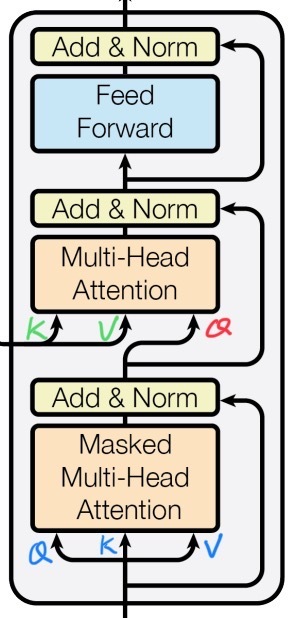 Add & Norm
Feed
Forward
Add & Norm
Multi-Head
Attention
K V Q
Add & Norm
Masked
Multi-Head
Attention
Q K V